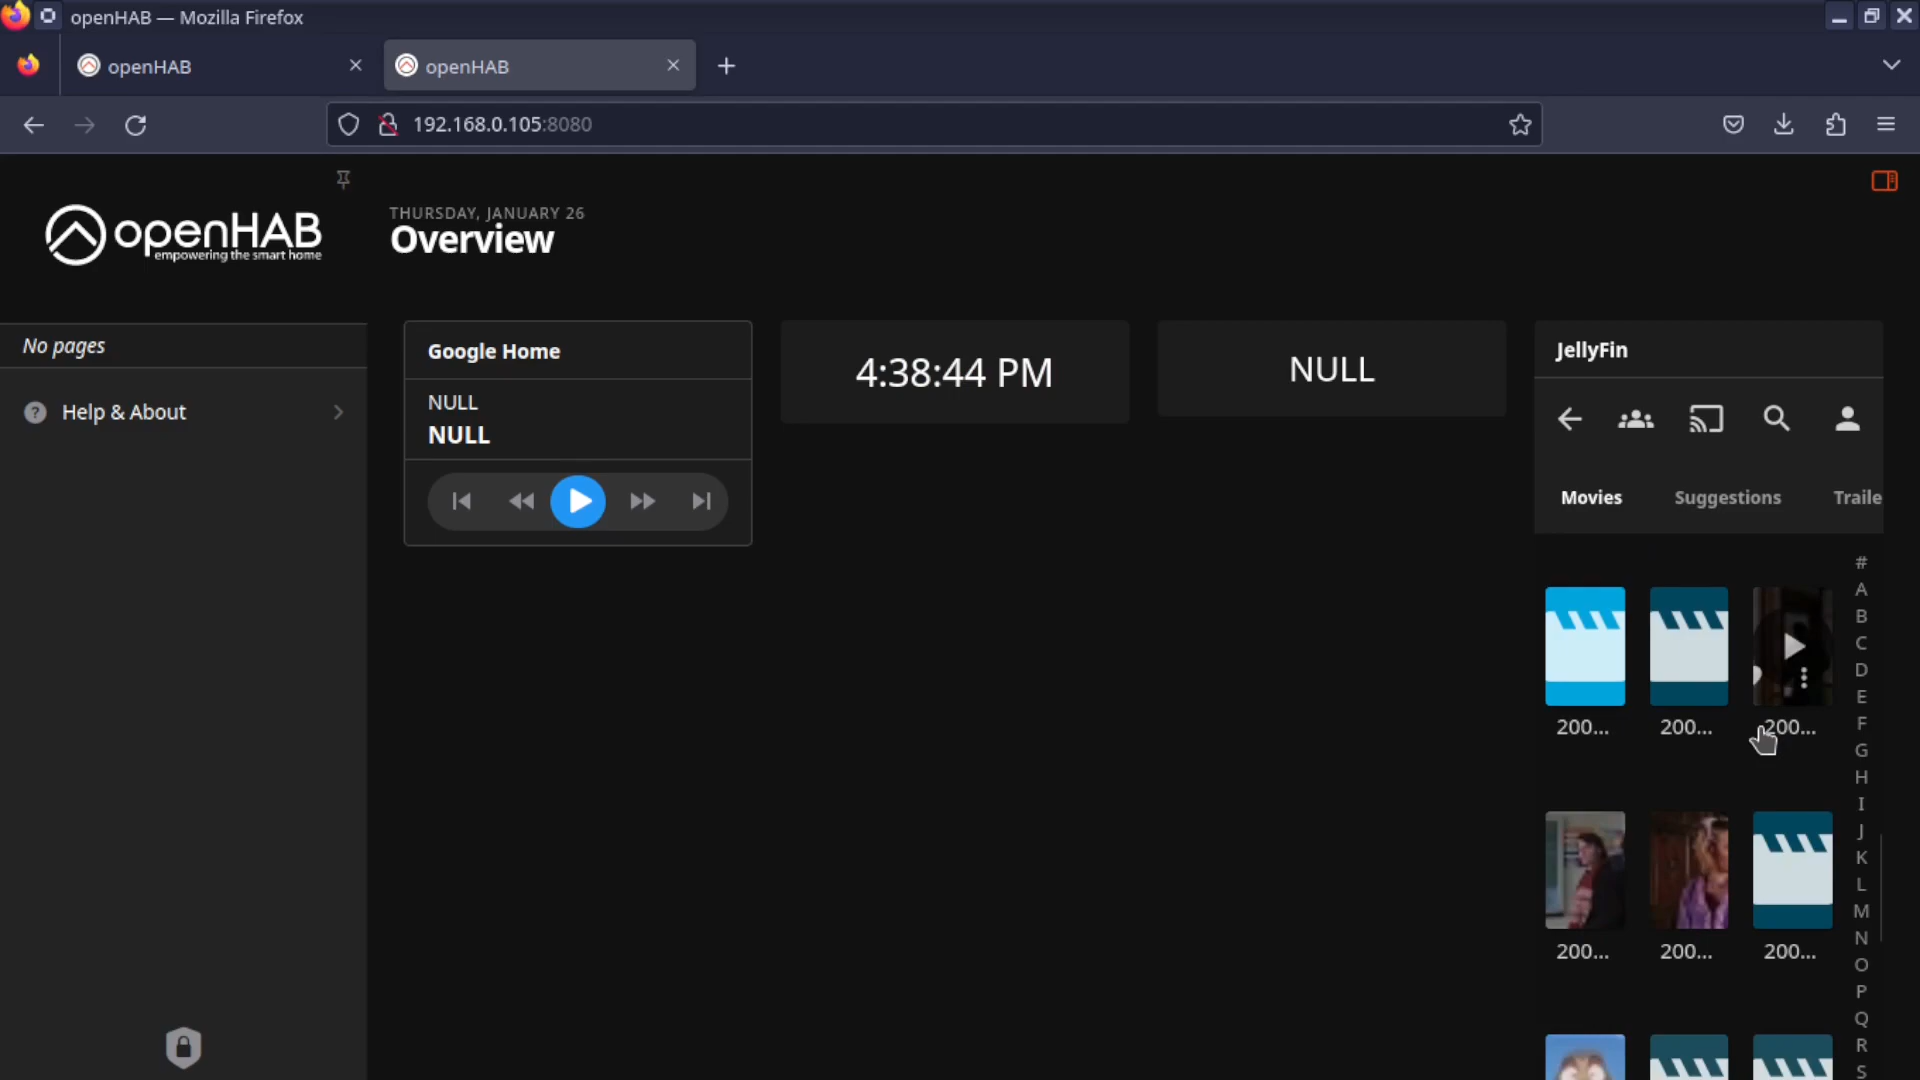 openHAB — Mozilla Firefox
openHAB
openHAB
192.168.0.105:8080
openHAB
empowering the smart home
THURSDAY, JANUARY 26
Overview
No pages
Help & About
Google Home
NULL
NULL
4:38:44 PM
NULL
JellyFin
Movies Suggestions Traile
200... 200... 200...
200... 200... 200...
#
A
B
C
D
E
F
G
H
I
J
K
L
M
N
O
P
Q
R
S